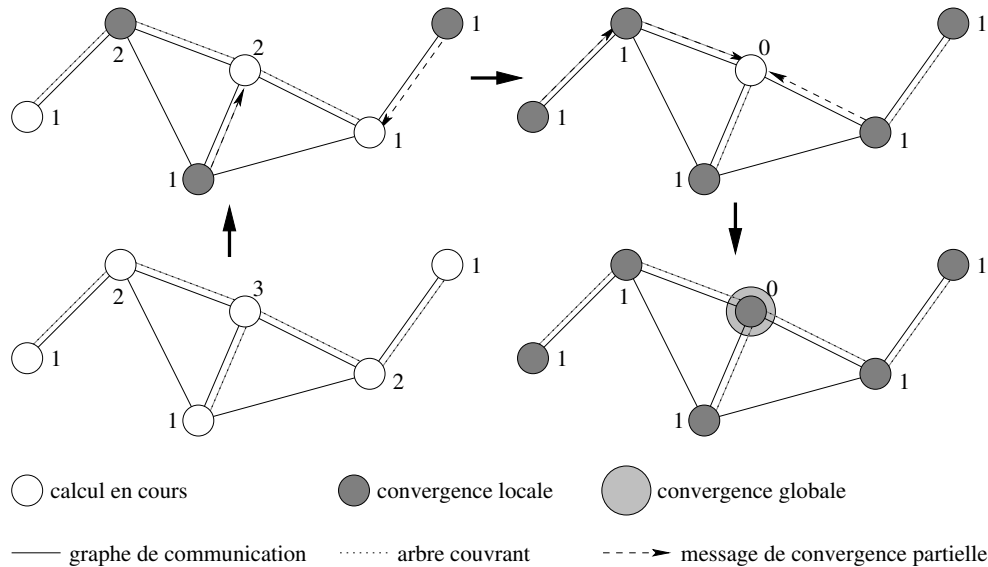 1 2 2 1 1 1
1 1 0 1 1 1
1 2 3 1 2 1
1 1 0 1 1 1
calcul en cours
convergence locale
convergence globale
graphe de communication
arbre couvrant
message de convergence partielle